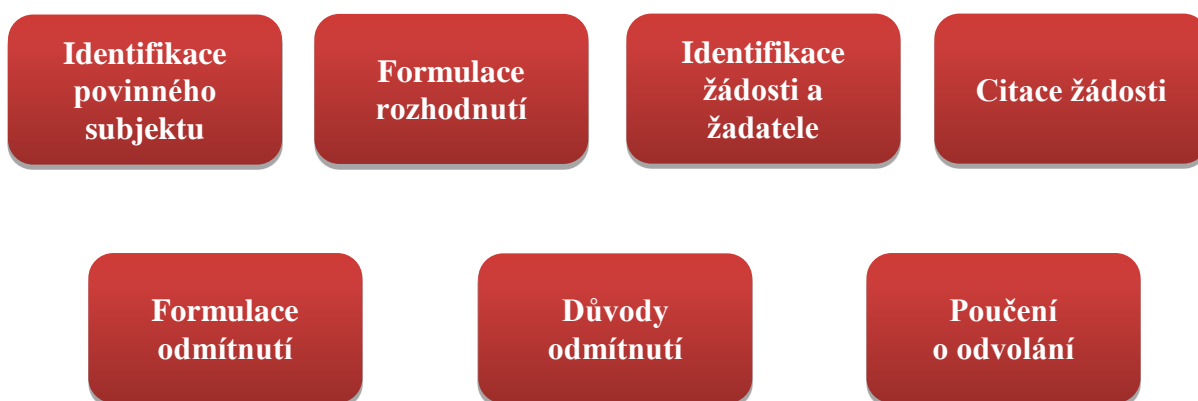 Identifikace
povinného
subjektu
Formulace
rozhodnutí
Identifikace
žádosti a
žadatele
Citace žádosti
Formulace
odmítnutí
Důvody
odmítnutí
Poučení
o odvolání